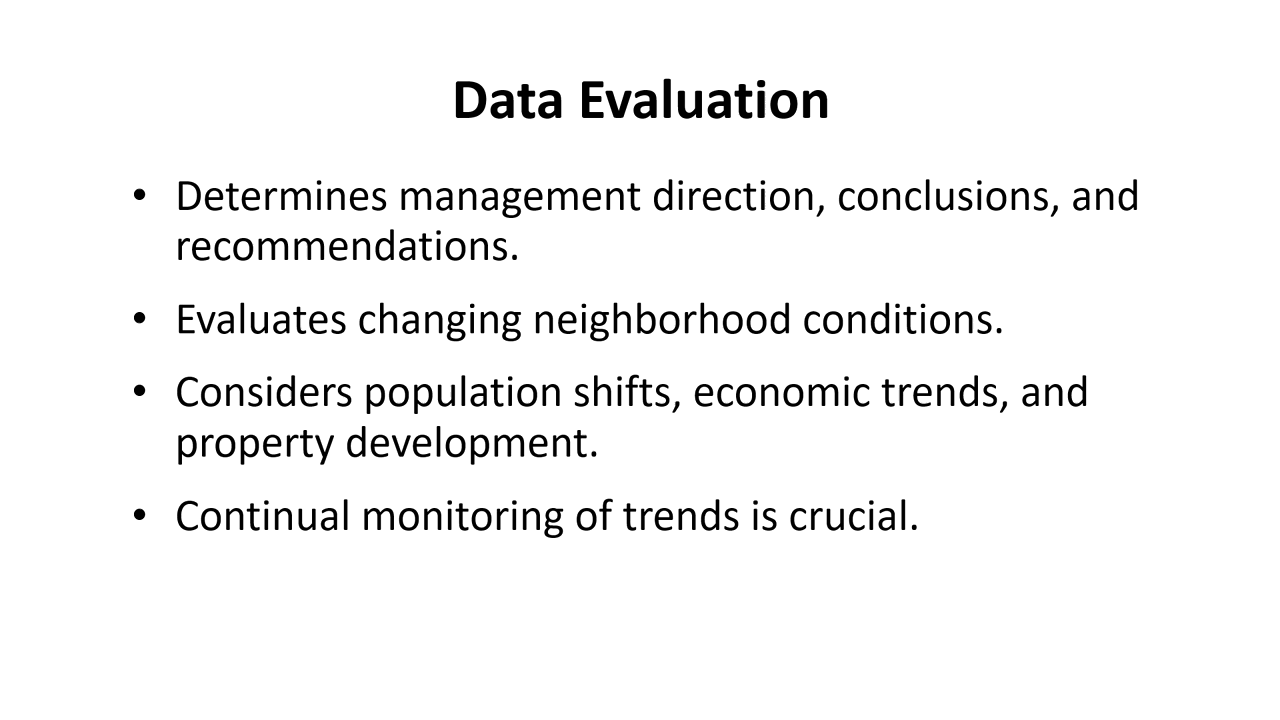 Data Evaluation
• Determines management direction, conclusions, and
recommendations.
• Evaluates changing neighborhood conditions.
• Considers population shifts, economic trends, and
property development.
• Continual monitoring of trends is crucial.